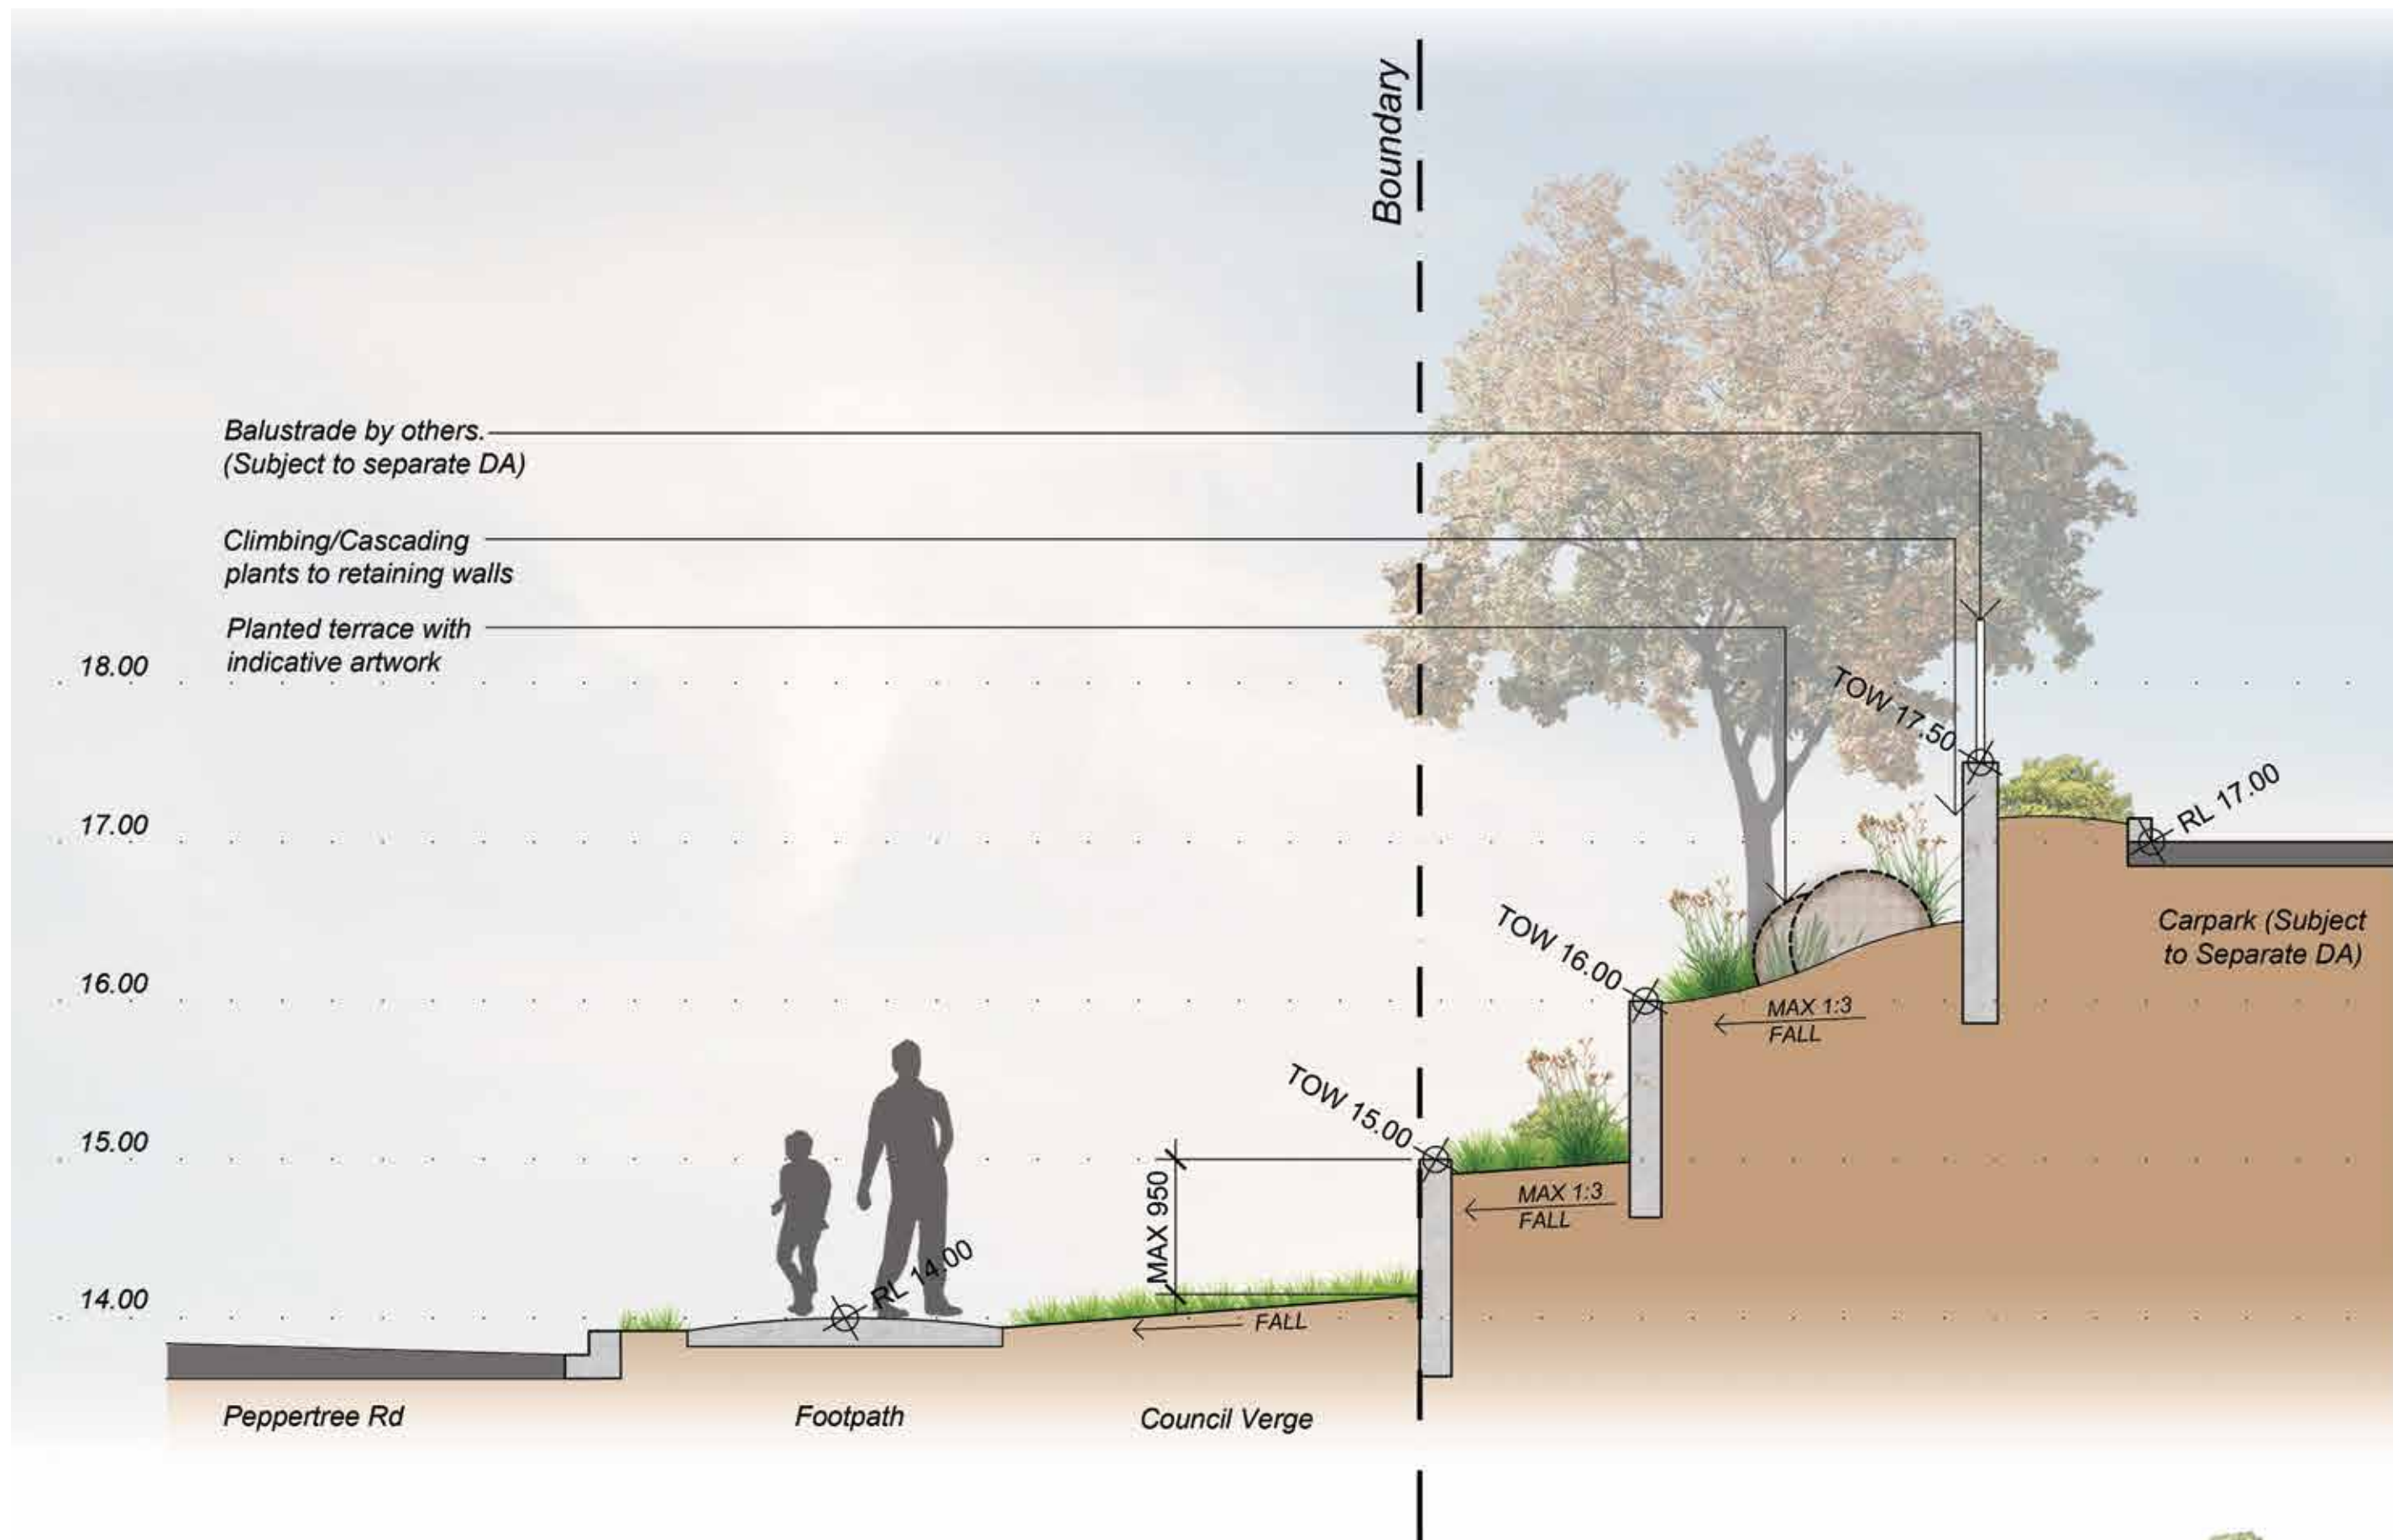 Boundary
Balustrade by others.
(Subject to separate DA)
Climbing/Cascading
plants to retaining walls
Planted terrace with
indicative artwork
18.00
TOW 17.50
17.00
RL 17.00
Carpark (Subject
to Separate DA)
16.00
TOW 16.00
MAX 1:3
FALL
15.00
TOW 15.00
MAX 950
MAX 1:3
FALL
14.00
RL 14.00
FALL
Peppertree Rd
Footpath
Council Verge